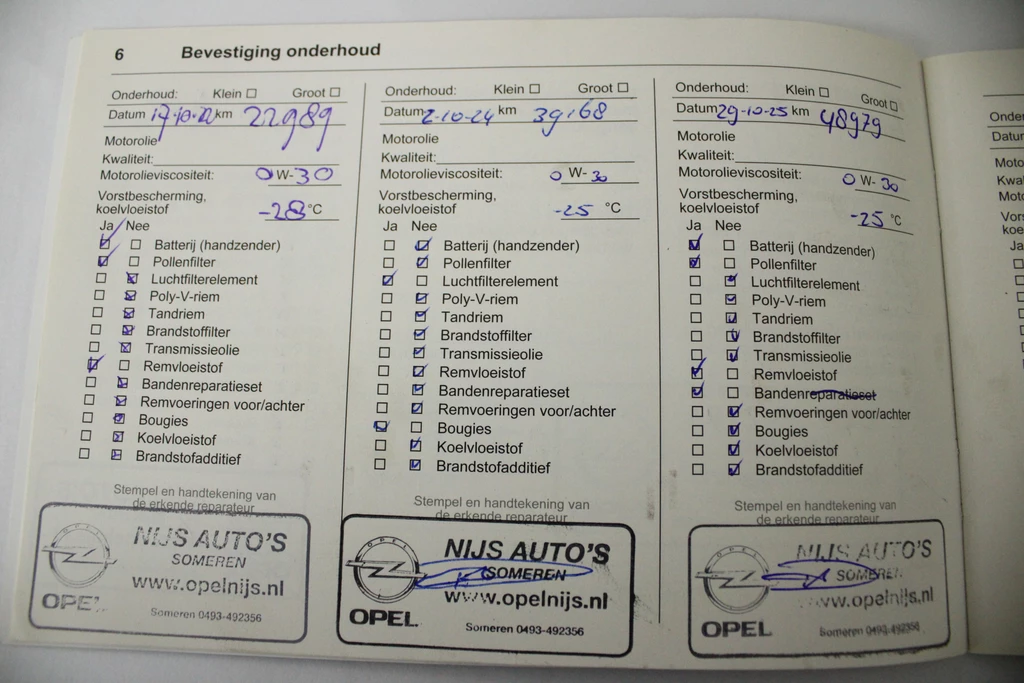 6 Bevestiging onderhoud
Onderhoud: Klein Groot
Datum 17-10-22 km 22989
Motorolie
Kwaliteit:
Motorolieviscositeit: 0 W- 30
Vorstbescherming,
koelvloeistof -28 °C
Ja Nee
Batterij (handzender)
Pollenfilter
Luchtfilterelement
Poly-V-riem
Tandriem
Brandstoffilter
Transmissieolie
Remvloeistof
Bandenreparatieset
Remvoeringen voor/achter
Bougies
Koelvloeistof
Brandstofadditief
Stempel en handtekening van
de erkende reparateur
NIJS AUTO'S
SOMEREN
www.opelnijs.nl
OPE
Someren 0493-492356
Onderhoud: Klein Groot
Datum 2-10-24 km 39168
Motorolie
Kwaliteit:
Motorolieviscositeit: 0 W- 30
Vorstbescherming,
koelvloeistof -25 °C
Ja Nee
Batterij (handzender)
Pollenfilter
Luchtfilterelement
Poly-V-riem
Tandriem
Brandstoffilter
Transmissieolie
Remvloeistof
Bandenreparatieset
Remvoeringen voor/achter
Bougies
Koelvloeistof
Brandstofadditief
Stempel en handtekening van
de erkende reparateur
OPEL
NIJS AUTO'S
SOMEREN
www.opelnijs.nl
OPEL
Someren 0493-492356
Onderhoud: Klein Groot
Datum 29-10-25 km 48979
Motorolie
Kwaliteit:
Motorolieviscositeit: 0 W- 30
Vorstbescherming,
koelvloeistof -25 °C
Ja Nee
Batterij (handzender)
Pollenfilter
Luchtfilterelement
Poly-V-riem
Tandriem
Brandstoffilter
Transmissieolie
Remvloeistof
Bandenreparatieset
Remvoeringen voor/achter
Bougies
Koelvloeistof
Brandstofadditief
Stempel en handtekening van
de erkende reparateur
NIJS AUTO'S
SOMEREN
www.opelnijs.nl
OPEL
Someren 0493-492356